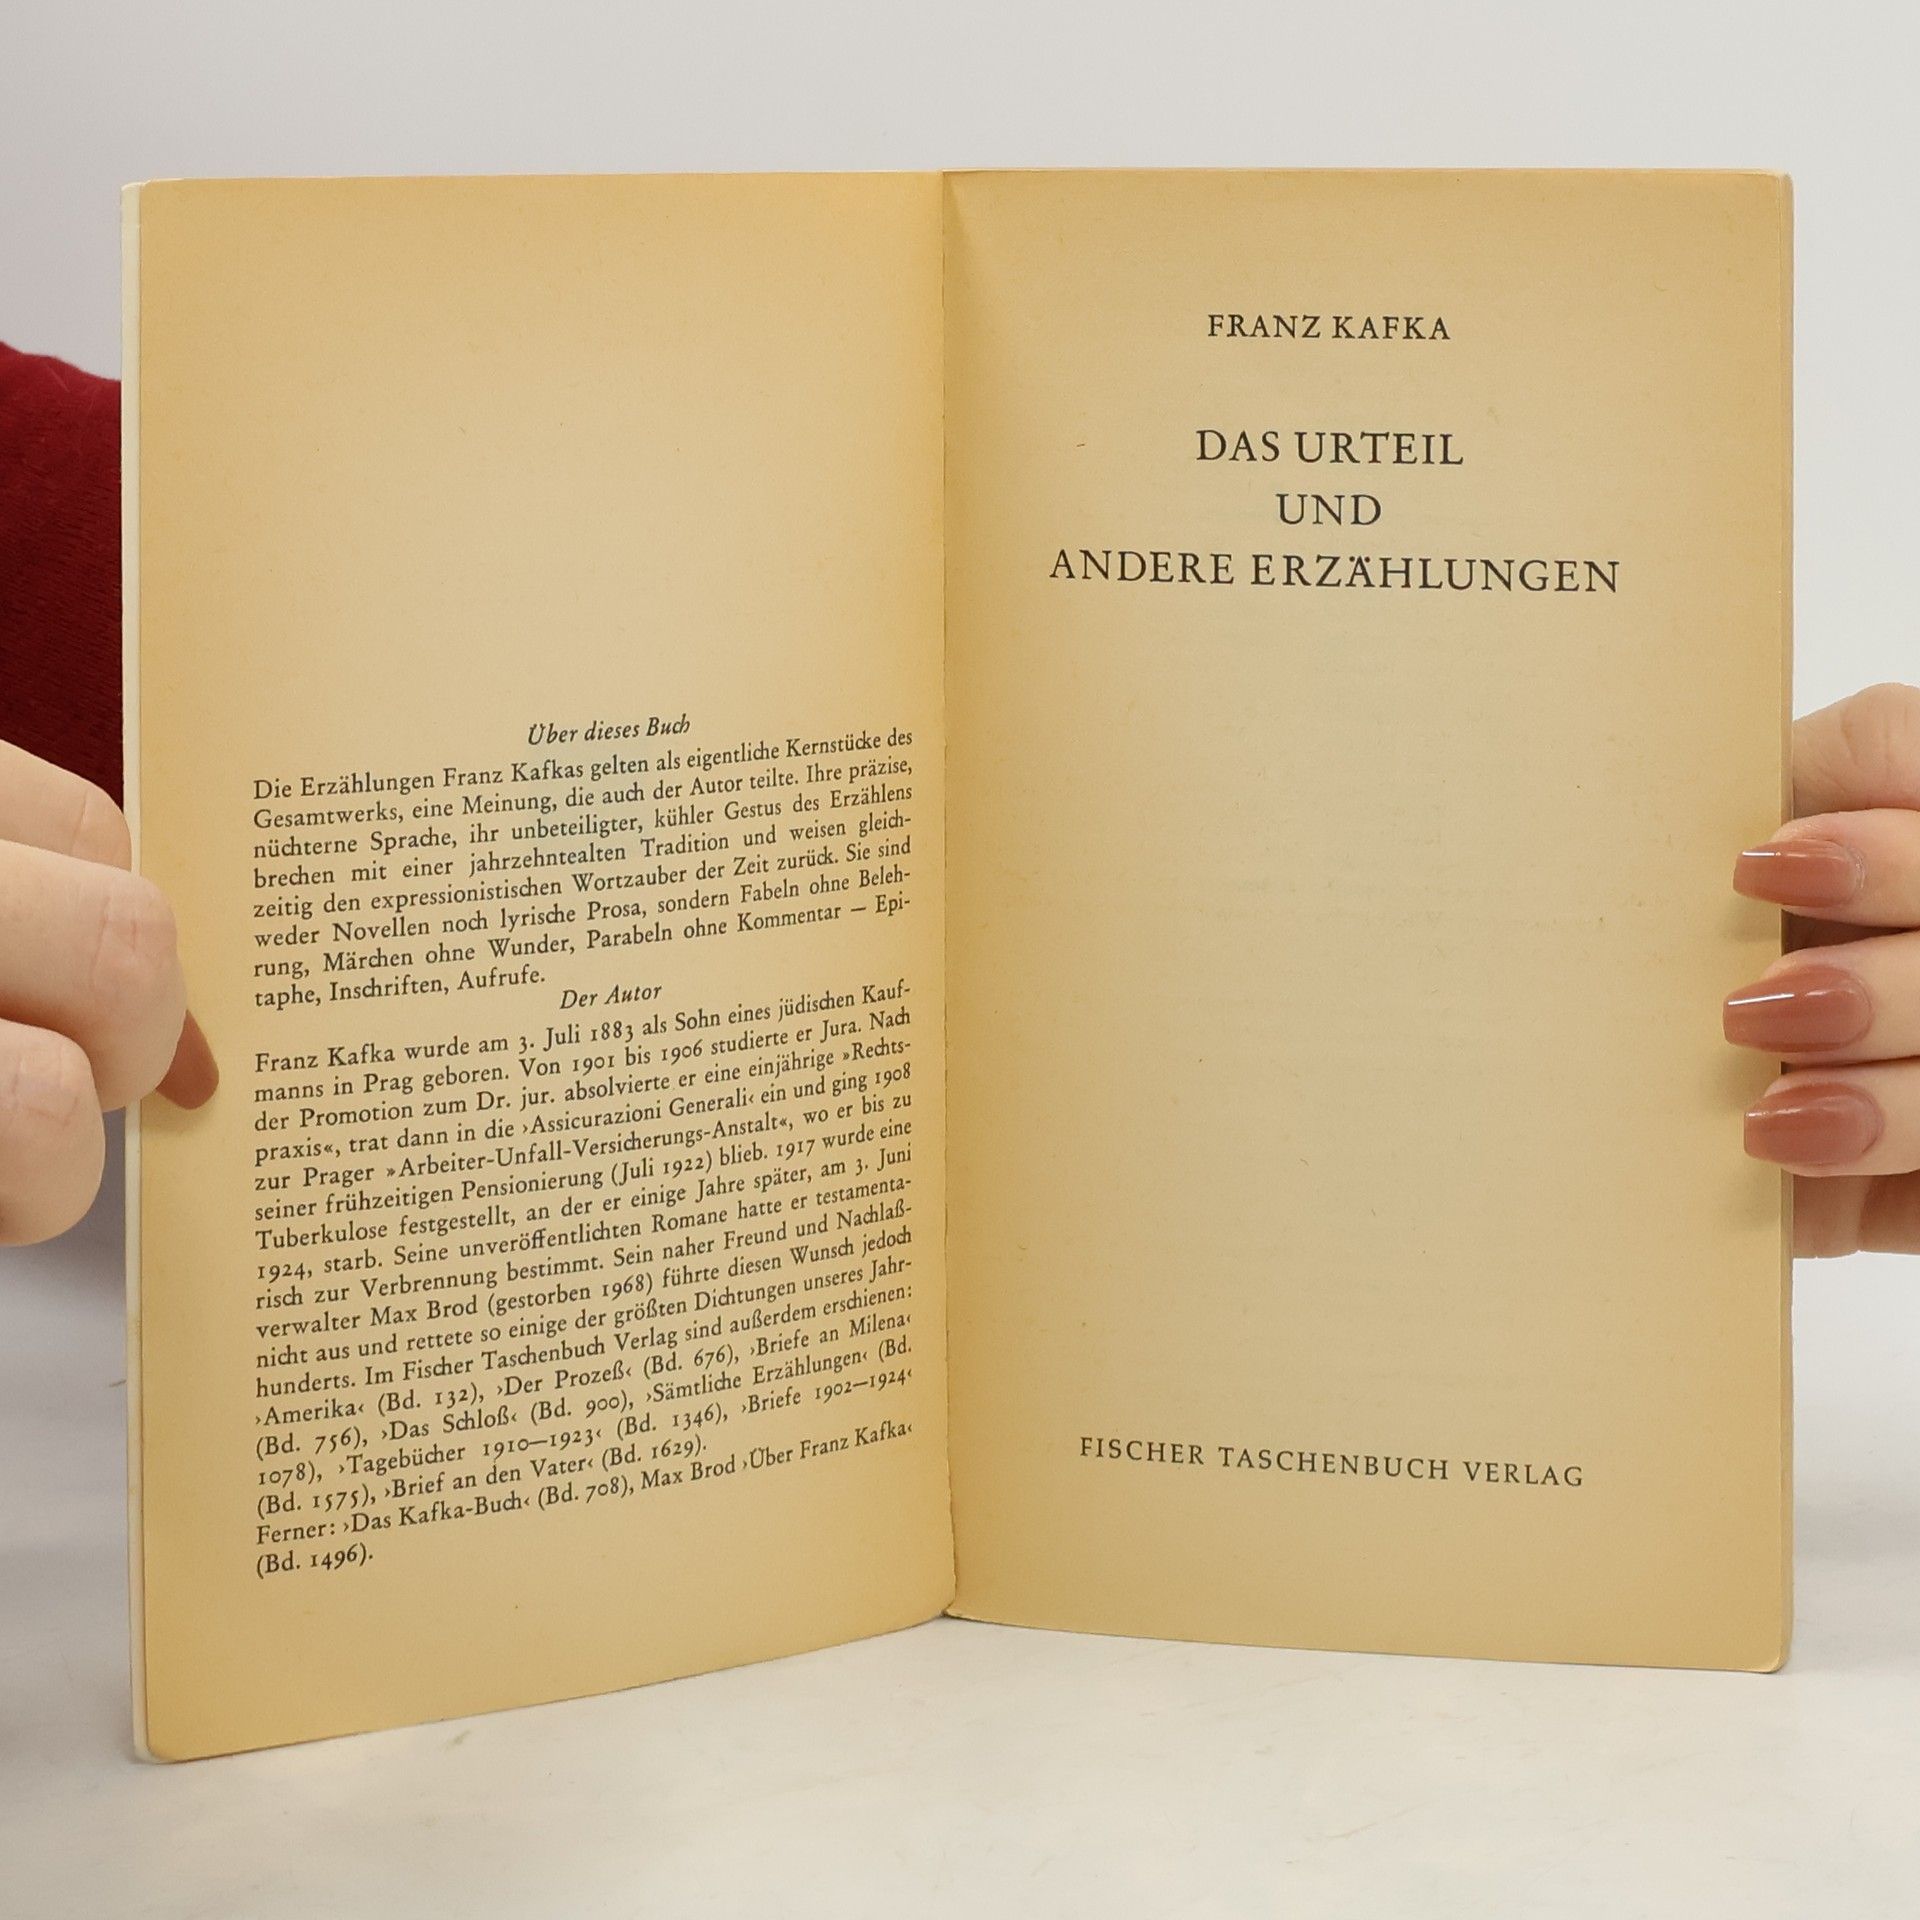 Über dieses Buch
Die Erzählungen Franz Kafkas gelten als eigentliche Kernstücke des
Gesamtwerks, eine Meinung, die auch der Autor teilte. Ihre präzise,
nüchterne Sprache, ihr unbeteiligter, kühler Gestus des Erzählens
brechen mit einer jahrzehntealten Tradition und weisen gleich-
zeitig den expressionistischen Wortzauber der Zeit zurück. Sie sind
weder Novellen noch lyrische Prosa, sondern Fabeln ohne Beleh-
rung, Märchen ohne Wunder, Parabeln ohne Kommentar — Epi-
taphe, Inschriften, Aufrufe.
Der Autor
Franz Kafka wurde am 3. Juli 1883 als Sohn eines jüdischen Kauf-
manns in Prag geboren. Von 1901 bis 1906 studierte er Jura. Nach
der Promotion zum Dr. jur. absolvierte er eine einjährige »Rechts-
praxis«, trat dann in die ›Assicurazioni Generali‹ ein und ging 1908
zur Prager »Arbeiter-Unfall-Versicherungs-Anstalt«, wo er bis zu
seiner frühzeitigen Pensionierung (Juli 1922) blieb. 1917 wurde eine
Tuberkulose festgestellt, an der er einige Jahre später, am 3. Juni
1924, starb. Seine unveröffentlichten Romane hatte er testamenta-
risch zur Verbrennung bestimmt. Sein naher Freund und Nachlaß-
verwalter Max Brod (gestorben 1968) führte diesen Wunsch jedoch
nicht aus und rettete so einige der größten Dichtungen unseres Jahr-
hunderts. Im Fischer Taschenbuch Verlag sind außerdem erschienen:
›Amerika‹ (Bd. 132), ›Der Prozeß‹ (Bd. 676), ›Briefe an Milena‹
(Bd. 756), ›Das Schloß‹ (Bd. 900), ›Sämtliche Erzählungen‹ (Bd.
1078), ›Tagebücher 1910—1923‹ (Bd. 1346), ›Briefe 1902—1924‹
(Bd. 1575), ›Brief an den Vater‹ (Bd. 1629).
Ferner: ›Das Kafka-Buch‹ (Bd. 708), Max Brod ›Über Franz Kafka‹
(Bd. 1496).
FRANZ KAFKA
DAS URTEIL
UND
ANDERE ERZÄHLUNGEN
FISCHER TASCHENBUCH VERLAG